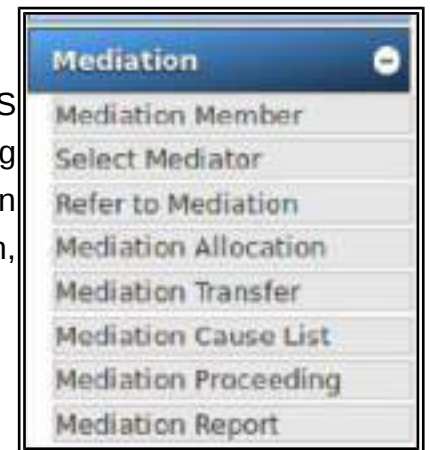 Mediation
S
Mediation Member
g
Select Mediator
n
Refer to Mediation
n,
Mediation Allocation
Mediation Transfer
Mediation Cause List
Mediation Proceeding
Mediation Report